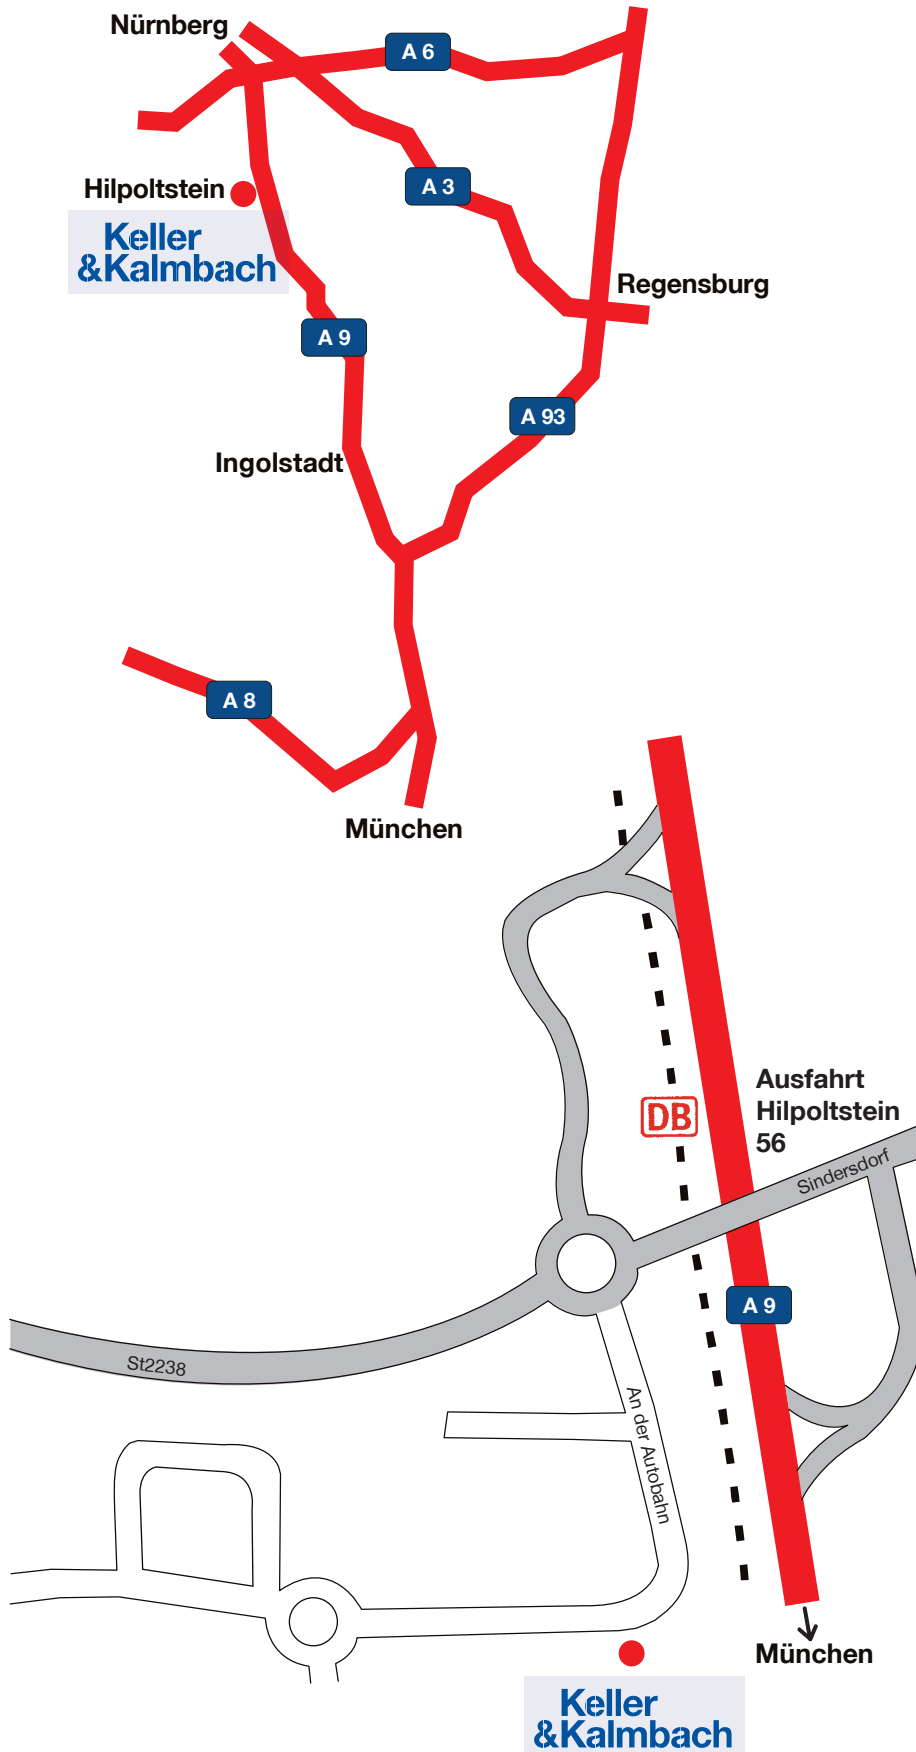 Nürnberg
A 6
A 3
Hilpoltstein
Keller
&Kalmbach
Regensburg
A 9
A 93
Ingolstadt
A 8
München
Ausfahrt
Hilpoltstein
56
DB
Sindersdorf
A 9
St2238
An der Autobahn
München
Keller
&Kalmbach